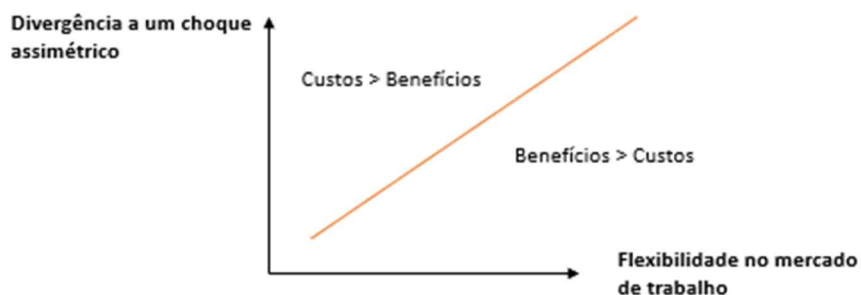 Divergência a um choque
assimétrico
Custos > Benefícios
Benefícios > Custos
Flexibilidade no mercado
de trabalho